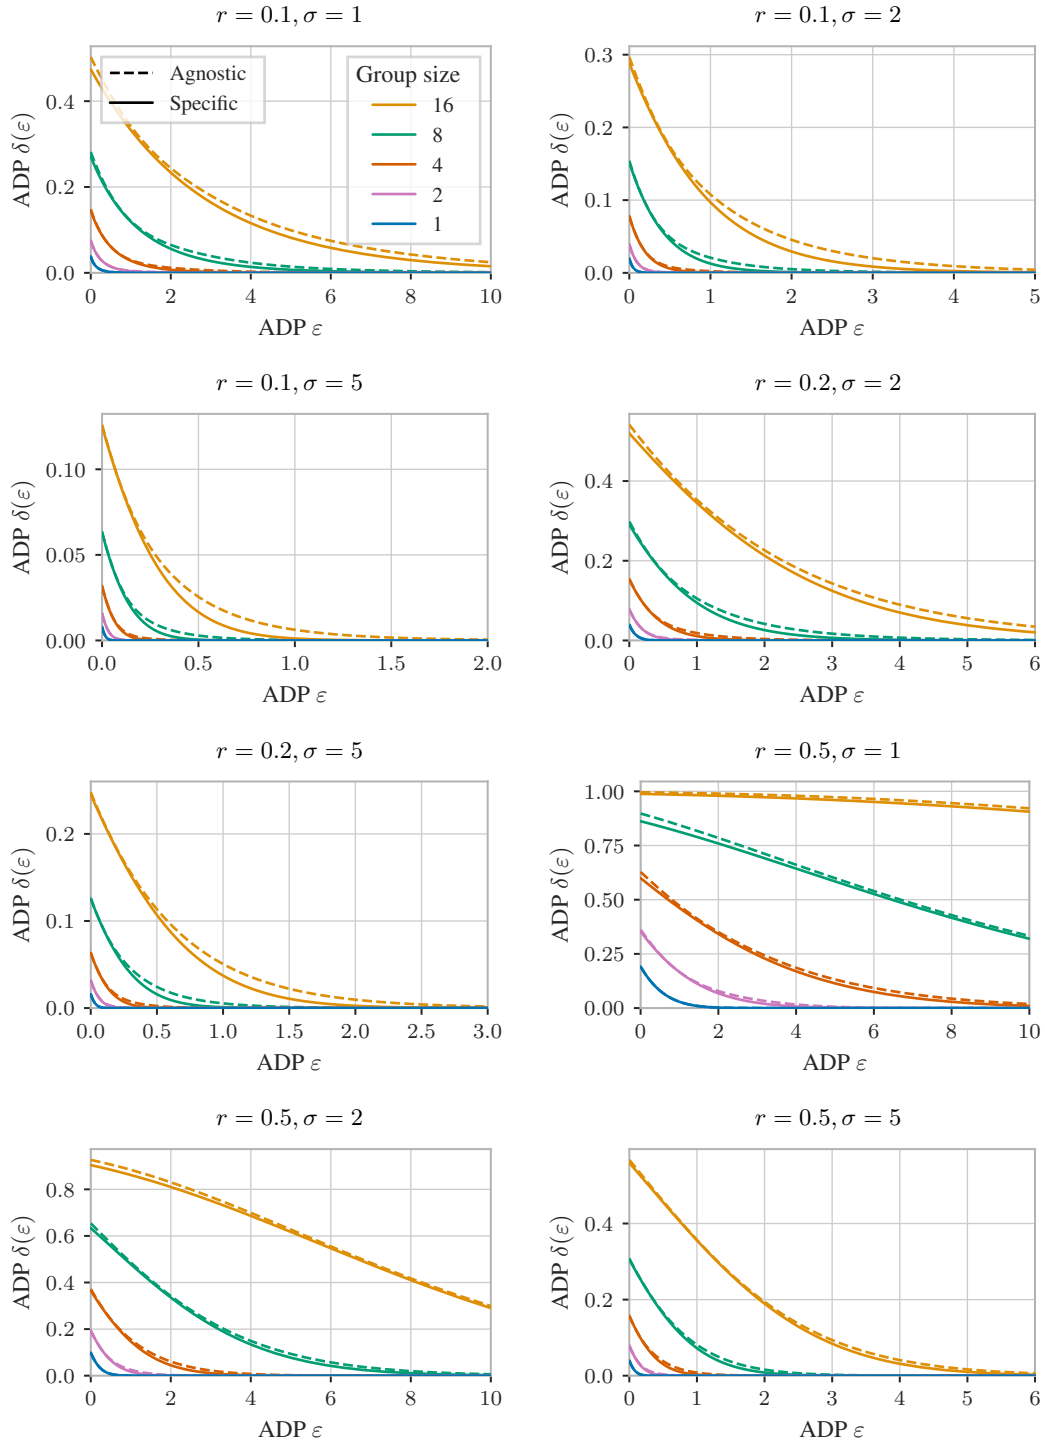 r = 0.1, σ = 1
ADP δ(ε)
0.4
0.2
0.0
Agnostic
Specific
Group size
16
8
4
2
1
0 2 4 6 8 10
ADP ε
r = 0.1, σ = 2
ADP δ(ε)
0.3
0.2
0.1
0.0
0 1 2 3 4 5
ADP ε
r = 0.1, σ = 5
ADP δ(ε)
0.10
0.05
0.00
0.0 0.5 1.0 1.5 2.0
ADP ε
r = 0.2, σ = 2
ADP δ(ε)
0.4
0.2
0.0
0 1 2 3 4 5 6
ADP ε
r = 0.2, σ = 5
ADP δ(ε)
0.2
0.1
0.0
0.0 0.5 1.0 1.5 2.0 2.5 3.0
ADP ε
r = 0.5, σ = 1
ADP δ(ε)
1.00
0.75
0.50
0.25
0.00
0 2 4 6 8 10
ADP ε
r = 0.5, σ = 2
ADP δ(ε)
0.8
0.6
0.4
0.2
0.0
0 2 4 6 8 10
ADP ε
r = 0.5, σ = 5
ADP δ(ε)
0.4
0.2
0.0
0 1 2 3 4 5 6
ADP ε